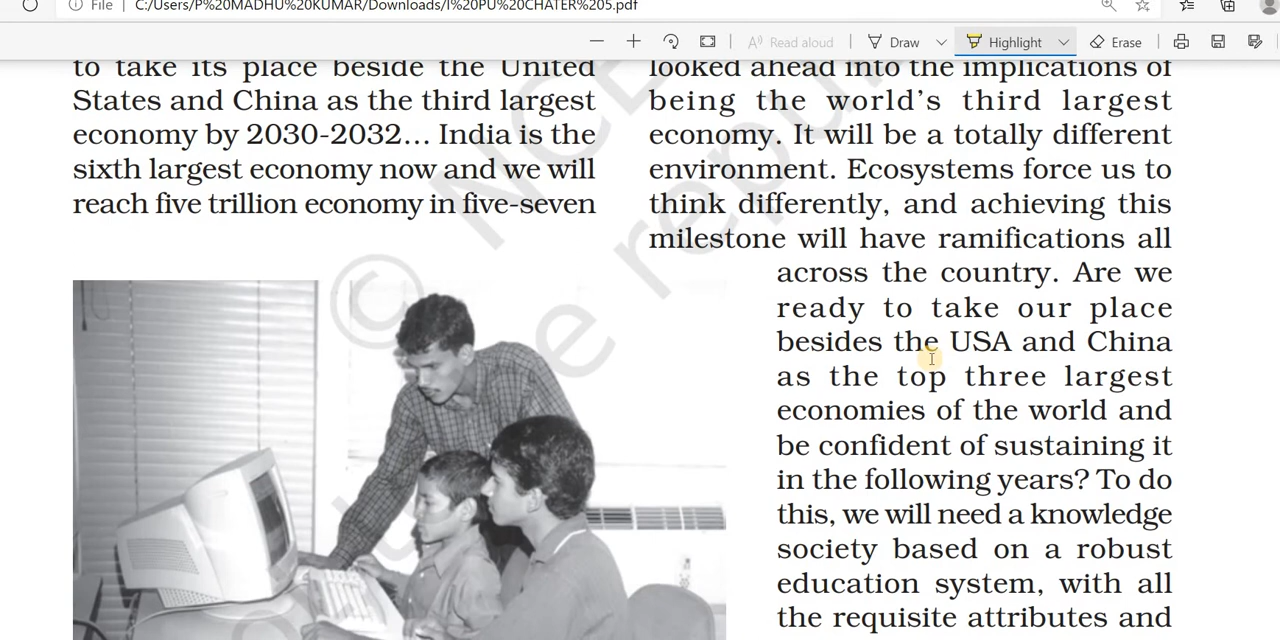 File
C:/Users/P%20MADHU%20KUMAR/Downloads/I%20PU%20CHATER%205.pdf
Read aloud
Draw
Highlight
Erase
to take its place beside the United
States and China as the third largest
economy by 2030-2032... India is the
sixth largest economy now and we will
reach five trillion economy in five-seven
looked ahead into the implications of
being the world's third largest
economy. It will be a totally different
environment. Ecosystems force us to
think differently, and achieving this
milestone will have ramifications all
across the country. Are we
ready to take our place
besides the USA and China
as the top three largest
economies of the world and
be confident of sustaining it
in the following years? To do
this, we will need a knowledge
society based on a robust
education system, with all
the requisite attributes and